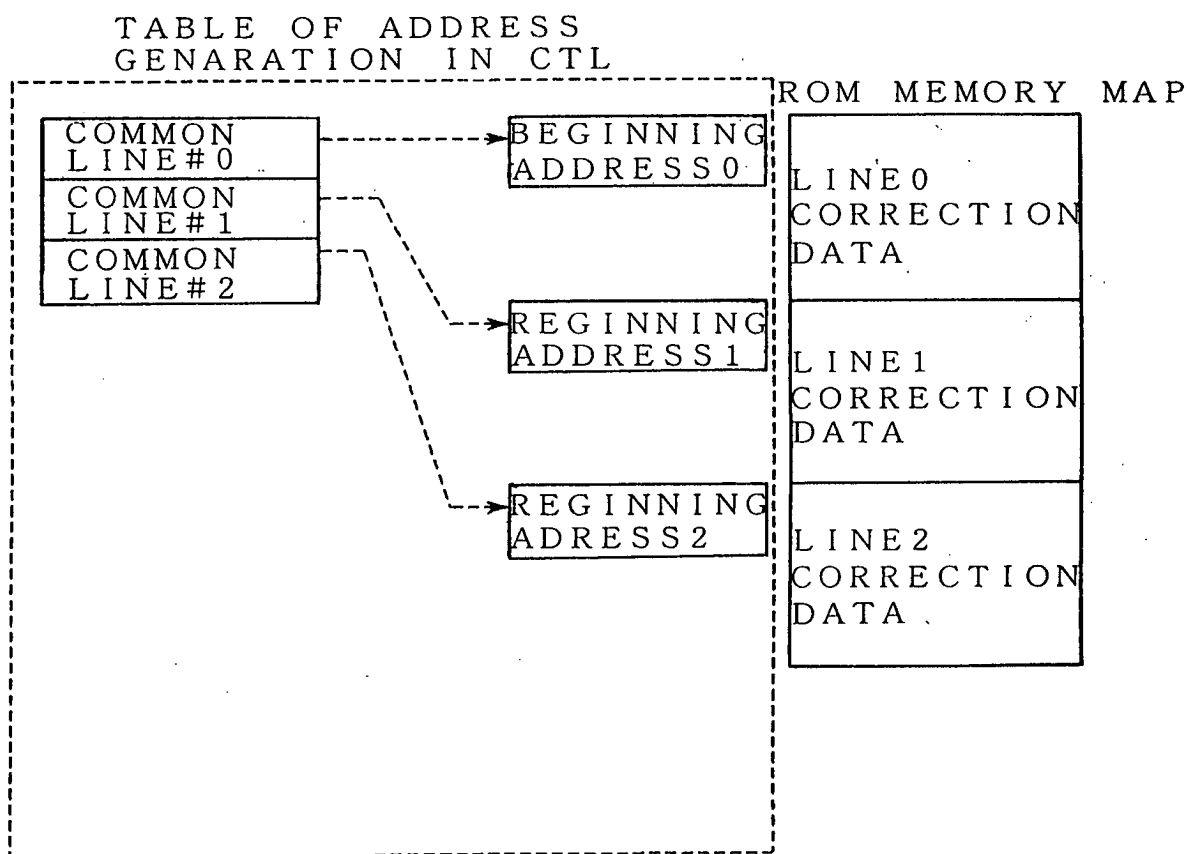 TABLE OF ADDRESS
GENARATION IN CTL
ROM MEMORY MAP
COMMON
LINE#0
COMMON
LINE#1
COMMON
LINE#2
BEGINNING
ADDRESS0
REGINNING
ADDRESS1
REGINNING
ADRESS2
LINE0
CORRECTION
DATA
LINE1
CORRECTION
DATA
LINE2
CORRECTION
DATA